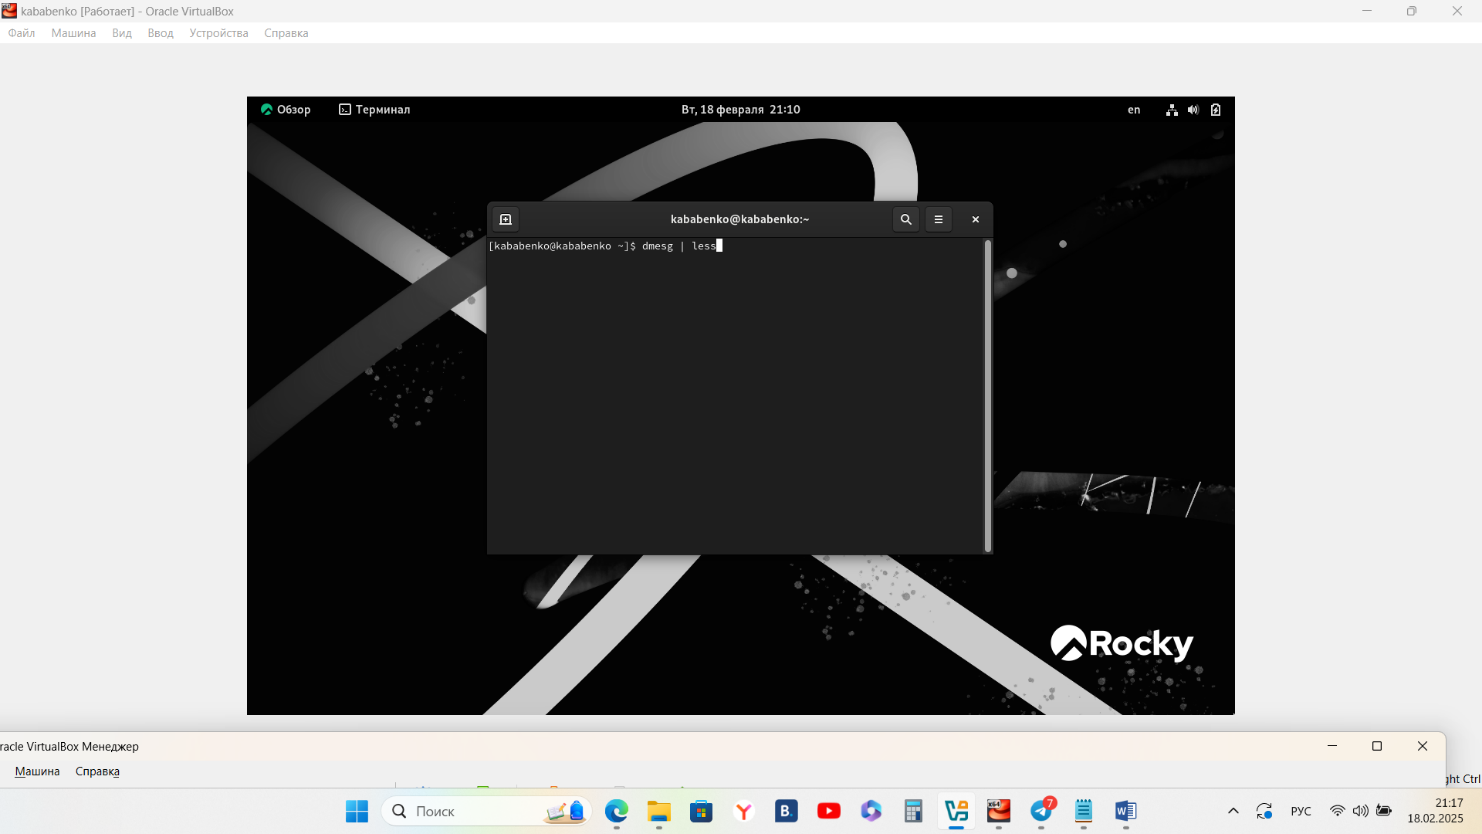 kababenko [Работает] - Oracle VirtualBox
Файл Машина Вид Ввод Устройства Справка
Обзор Терминал Вт, 18 февраля 21:10 en
kababenko@kababenko:~
[kababenko@kababenko ~]$ dmesg | less
Rocky
racle VirtualBox Менеджер
Машина Справка
ght Ctrl
Поиск B. 7 РУС 21:17
18.02.2025